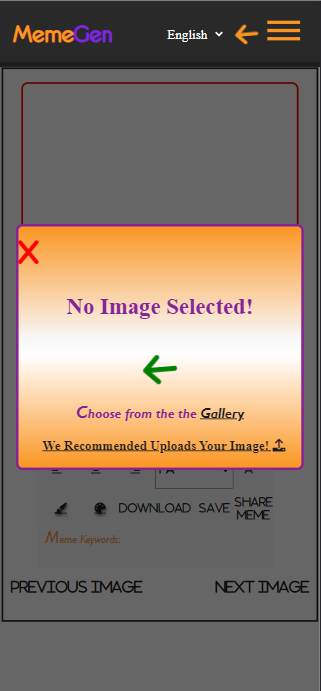 MemeGen
English
No Image Selected!
Choose from the the Gallery
We Recommended Uploads Your Image!
DOWNLOAD SAVE SHARE MEME
Meme Keywords:
PREVIOUS IMAGE NEXT IMAGE